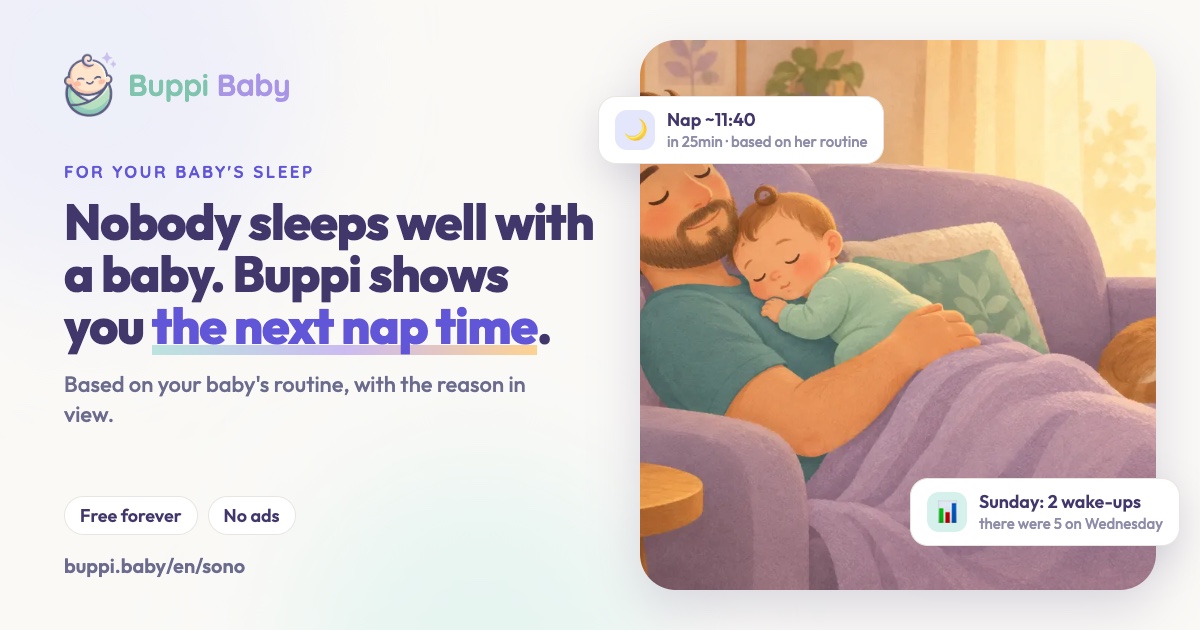 Buppi Baby
FOR YOUR BABY'S SLEEP
Nobody sleeps well with
a baby. Buppi shows
you the next nap time.
Based on your baby's routine, with the reason in
view.
Free forever
No ads
buppi.baby/en/sono
Nap ~11:40
in 25min · based on her routine
Sunday: 2 wake-ups
there were 5 on Wednesday